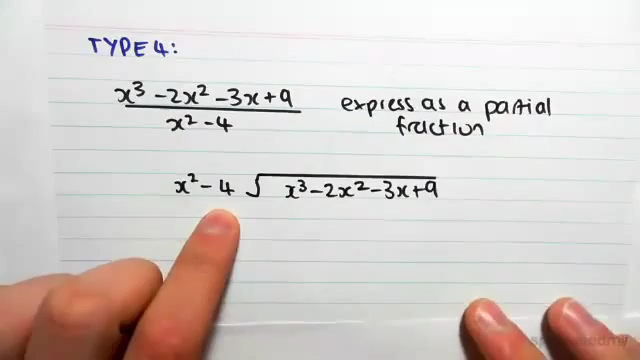 TYPE 4:
x³ - 2x² - 3x + 9
x² - 4
express as a partial
fraction
x² - 4 √ x³ - 2x² - 3x + 9